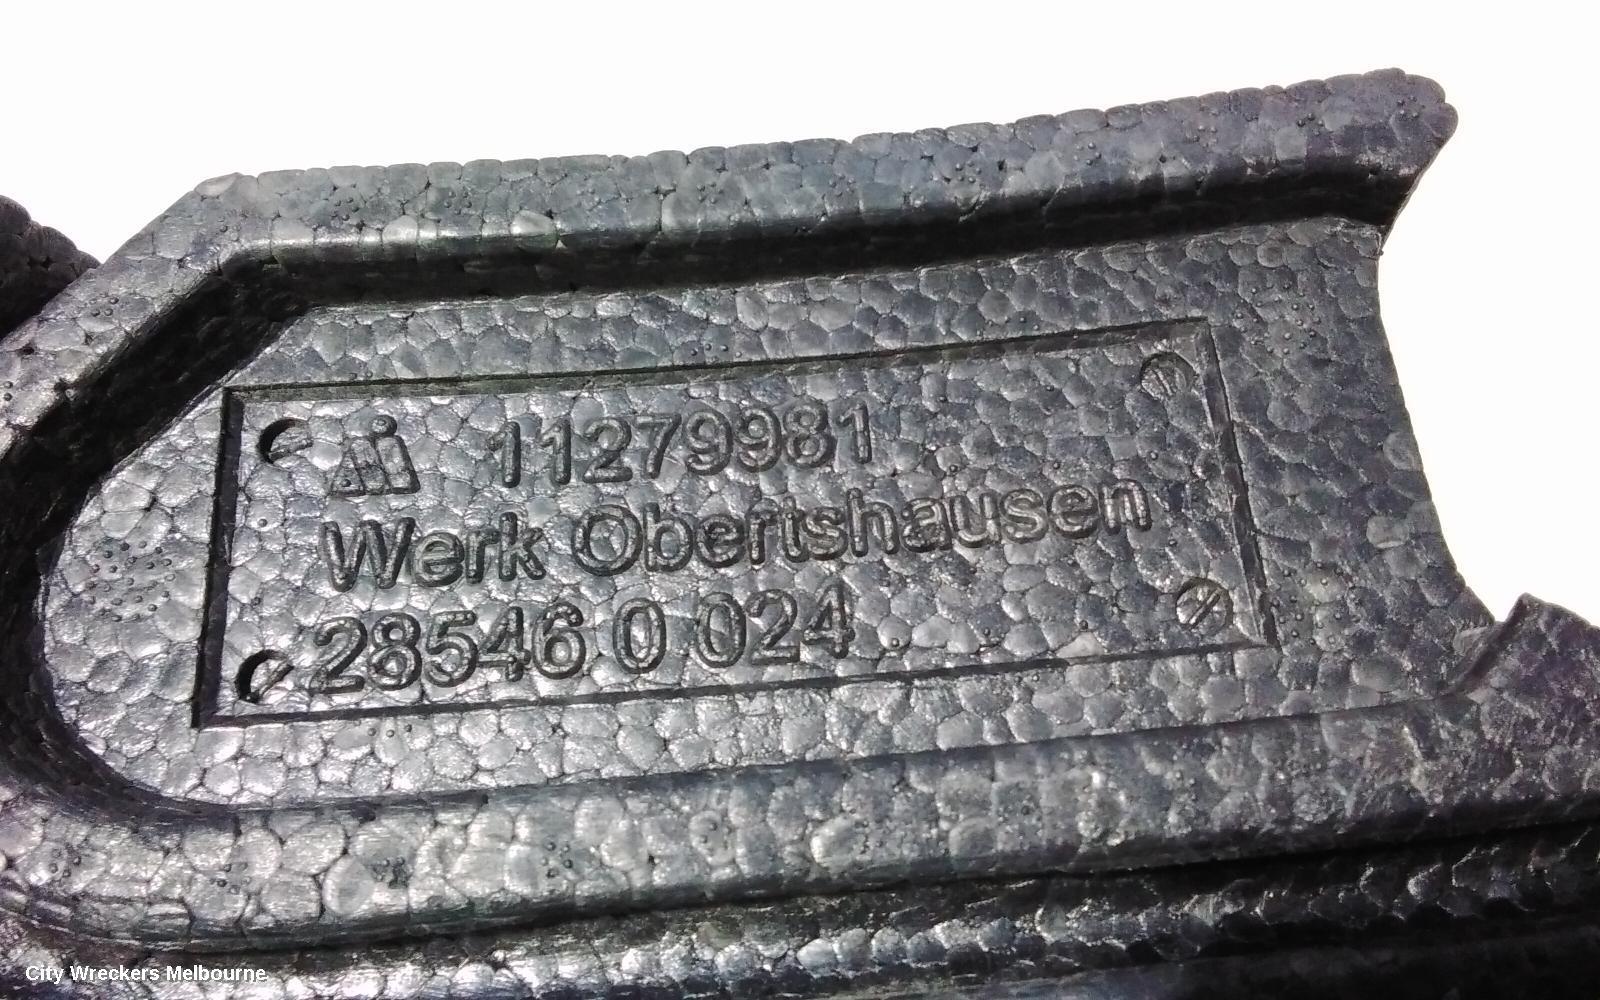 11279981
Werk Obertshausen
28546 0 024
City Wreckers Melbourne